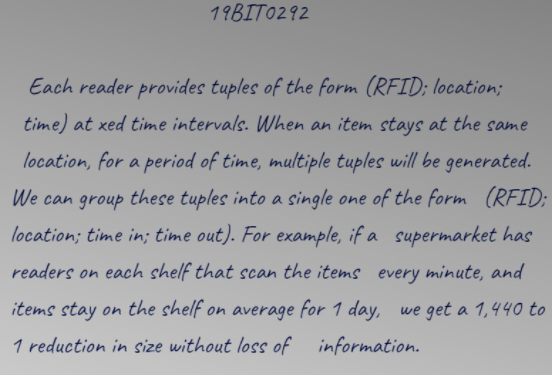 19BIT0292
Each reader provides tuples of the form (RFID; location;
time) at xed time intervals. When an item stays at the same
location, for a period of time, multiple tuples will be generated.
We can group these tuples into a single one of the form (RFID;
location; time in; time out). For example, if a supermarket has
readers on each shelf that scan the items every minute, and
items stay on the shelf on average for 1 day, we get a 1,440 to
1 reduction in size without loss of information.